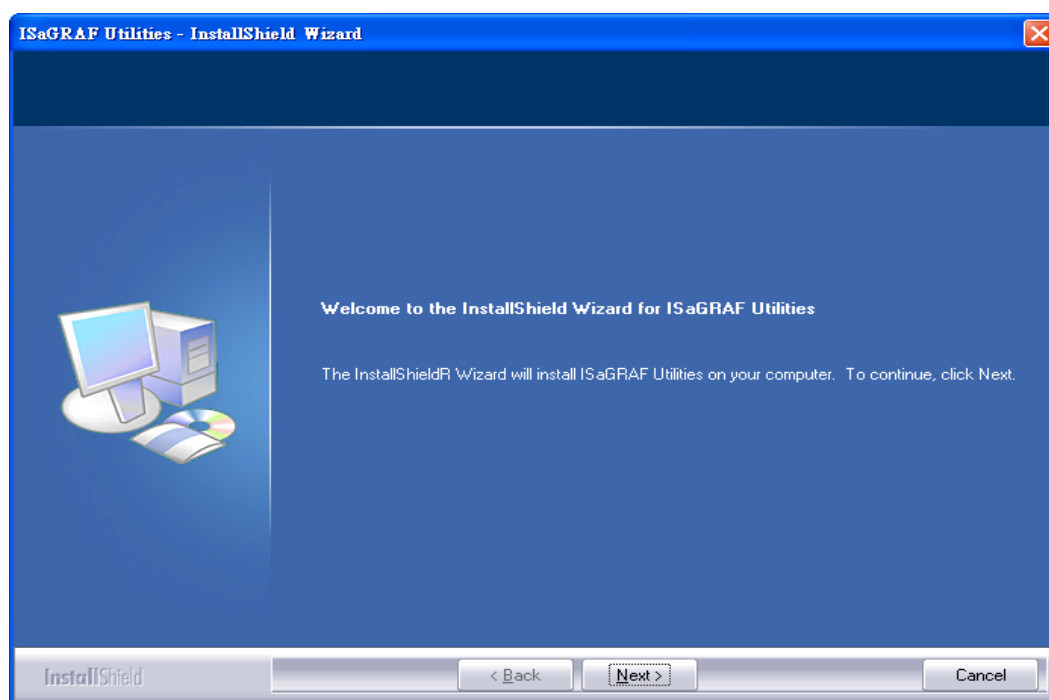 ISaGRAF Utilities - InstallShield Wizard
Welcome to the InstallShield Wizard for ISaGRAF Utilities
The InstallShieldR Wizard will install ISaGRAF Utilities on your computer. To continue, click Next.
InstallShield
< Back
Next >
Cancel